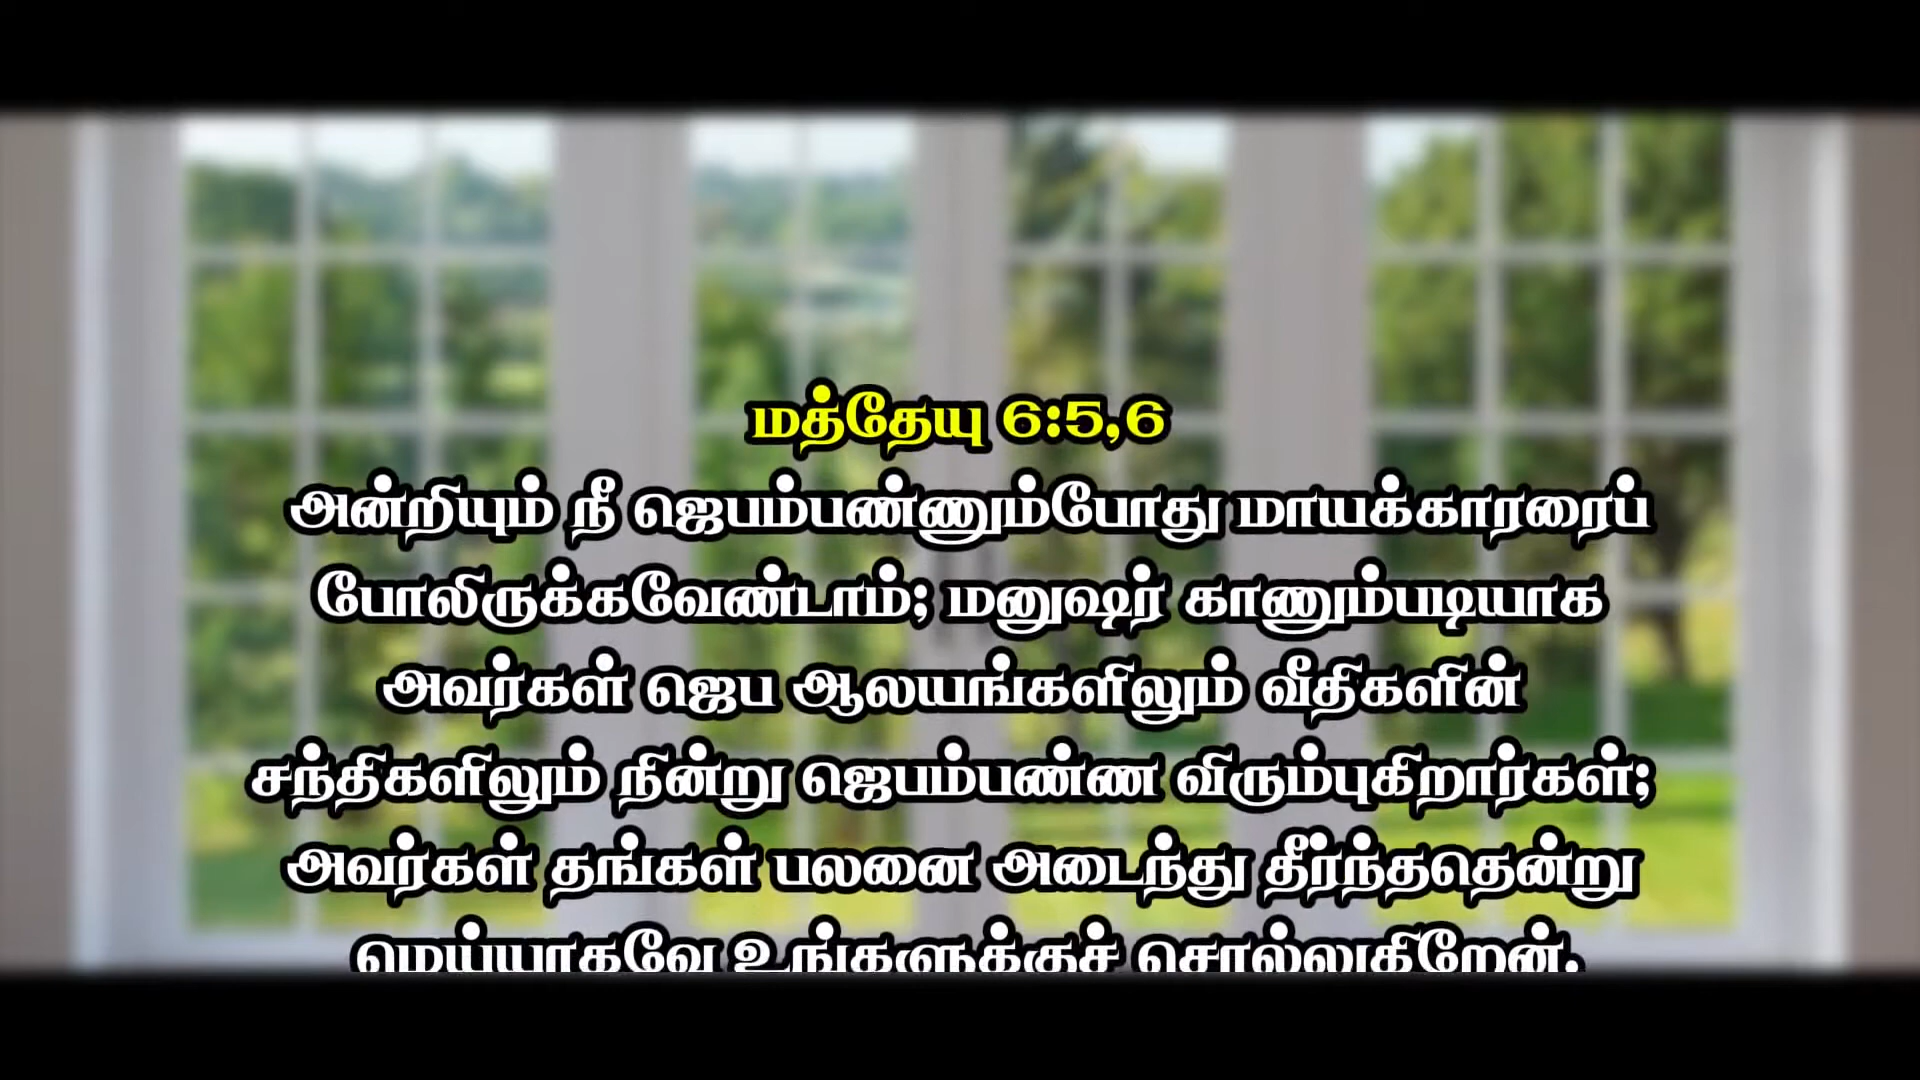 மத்தேயு 6:5,6
அன்றியும் நீ ஜெபம்பண்ணும்போது மாயக்காரரைப்
போலிருக்கவேண்டாம்; மனுஷர் காணும்படியாக
அவர்கள் ஜெப ஆலயங்களிலும் வீதிகளின்
சந்திகளிலும் நின்று ஜெபம்பண்ண விரும்புகிறார்கள்;
அவர்கள் தங்கள் பலனை அடைந்து தீர்ந்ததென்று
மெய்யாகவே உங்களுக்குச் சொல்லுகிறேன்.